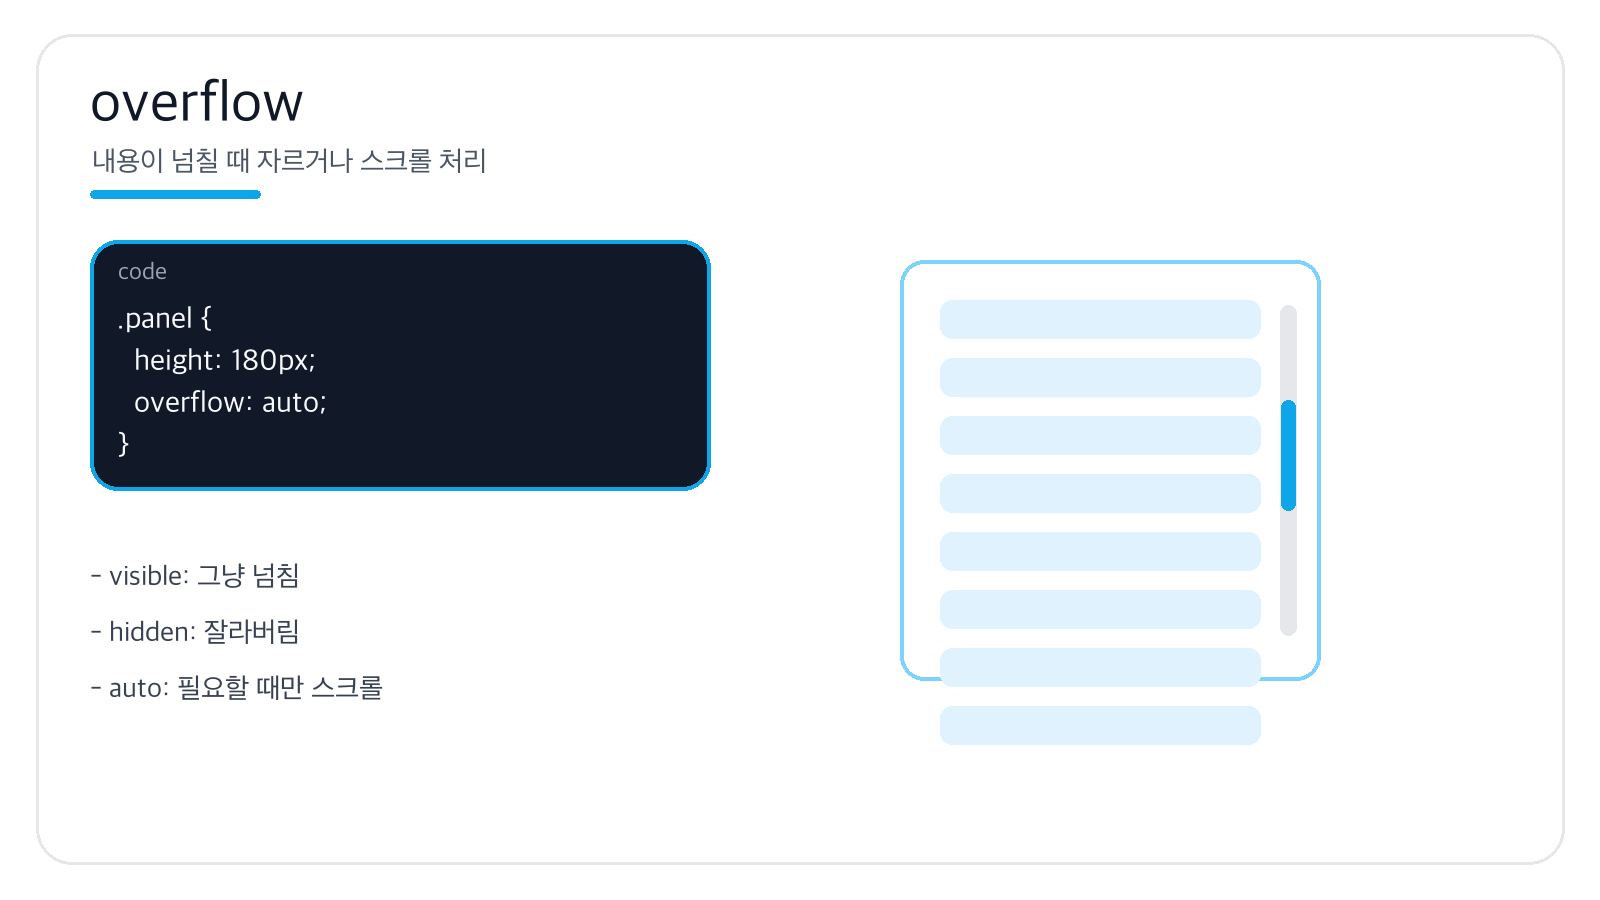 overflow
내용이 넘칠 때 자르거나 스크롤 처리
code
.panel {
  height: 180px;
  overflow: auto;
}
- visible: 그냥 넘침
- hidden: 잘라버림
- auto: 필요할 때만 스크롤